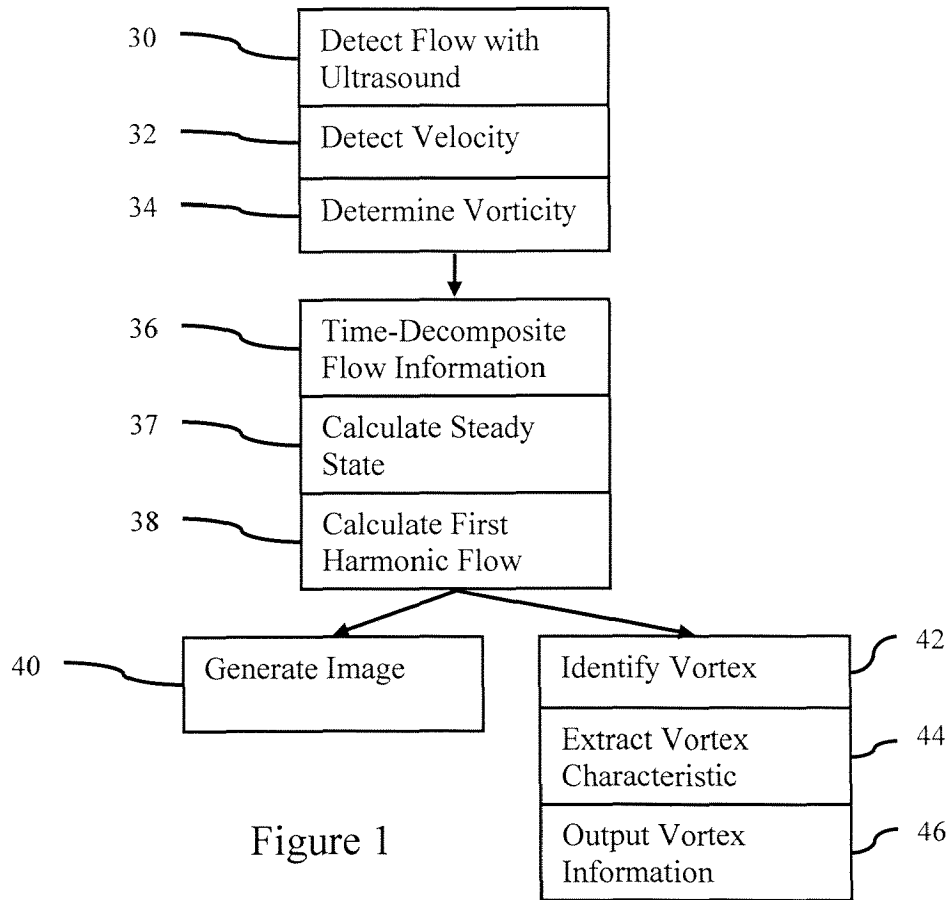 30
Detect Flow with
Ultrasound
32
Detect Velocity
34
Determine Vorticity
36
Time-Decomposite
Flow Information
37
Calculate Steady
State
38
Calculate First
Harmonic Flow
40
Generate Image
42
Identify Vortex
44
Extract Vortex
Characteristic
46
Output Vortex
Information
Figure 1